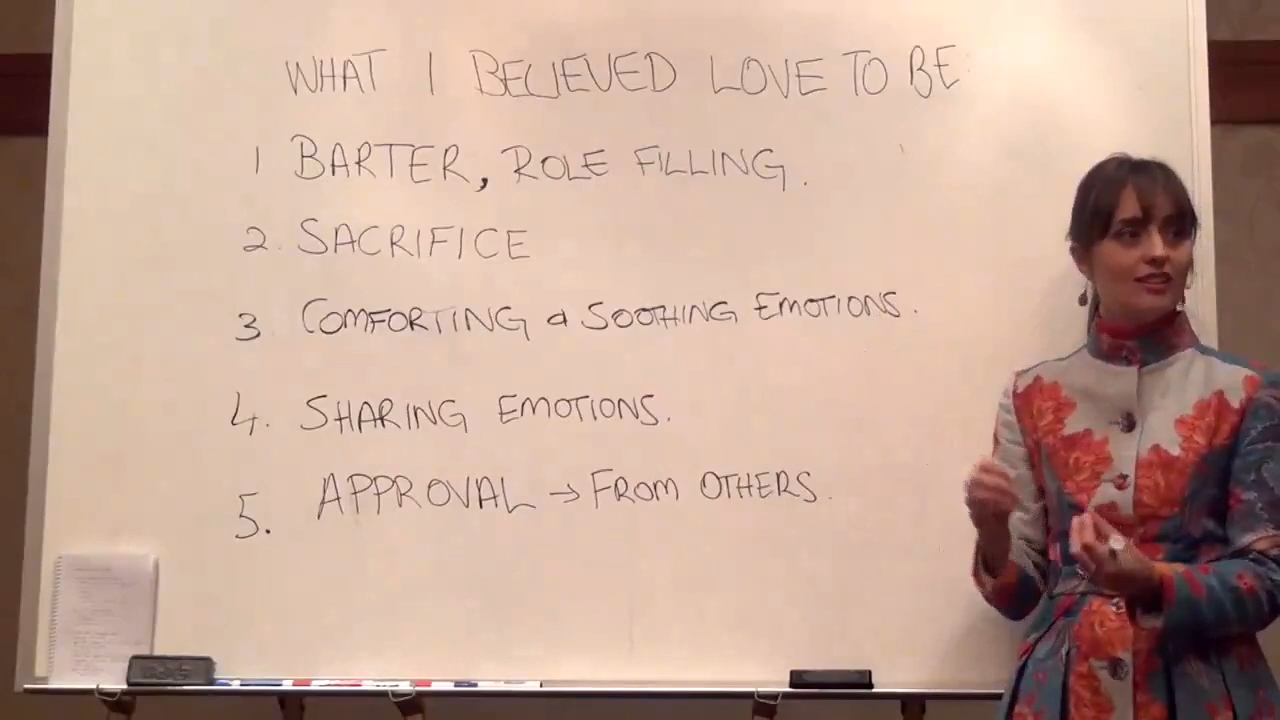 WHAT I BELIEVED LOVE TO BE
1 BARTER, ROLE FILLING.
2. SACRIFICE
3 COMFORTING & SOOTHING EMOTIONS.
4. SHARING EMOTIONS.
5. APPROVAL → FROM OTHERS.